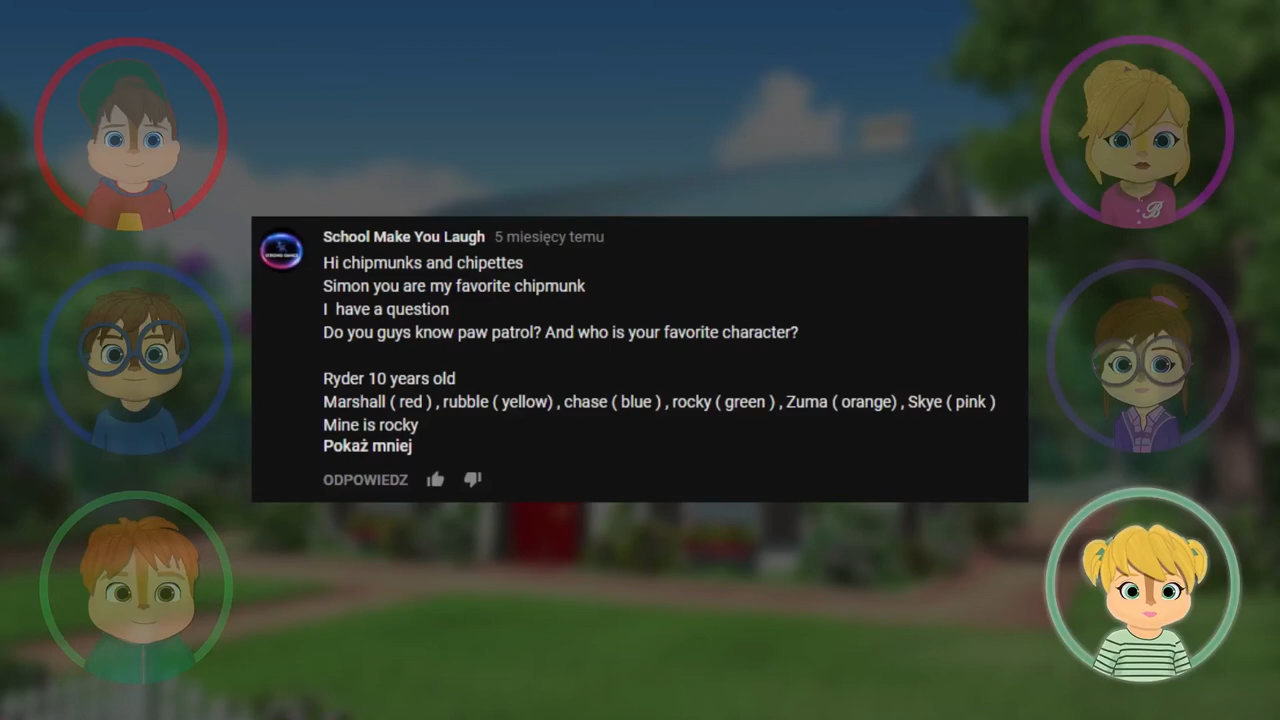 School Make You Laugh 5 miesięcy temu
Hi chipmunks and chipettes
Simon you are my favorite chipmunk
I have a question
Do you guys know paw patrol? And who is your favorite character?
Ryder 10 years old
Marshall ( red ) , rubble ( yellow) , chase ( blue ) , rocky ( green ) , Zuma ( orange) , Skye ( pink )
Mine is rocky
Pokaż mniej
ODPOWIEDZ
B